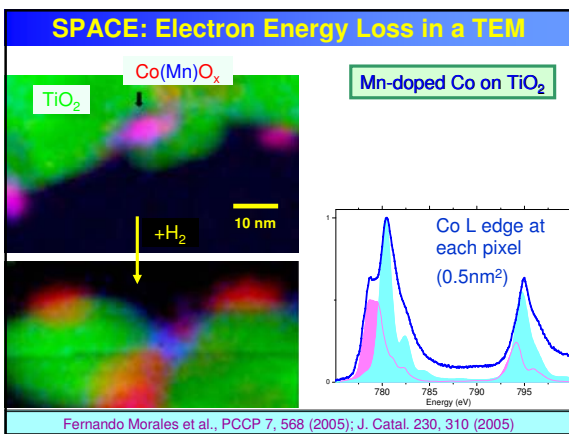 SPACE: Electron Energy Loss in a TEM
Co(Mn)Oₓ
TiO₂
Mn-doped Co on TiO₂
10 nm
+H₂
Co L edge at
each pixel
(0.5nm²)
1
0
780 785 790 795
Energy (eV)
Fernando Morales et al., PCCP 7, 568 (2005); J. Catal. 230, 310 (2005)